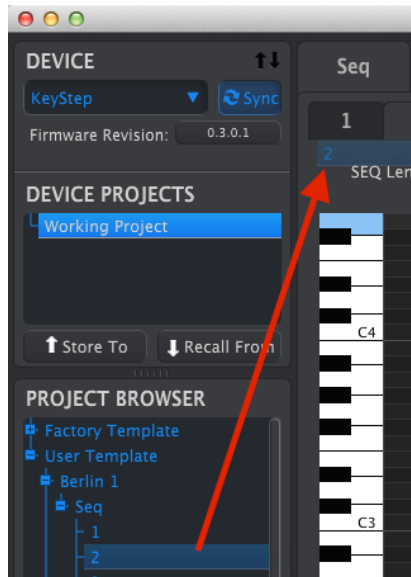 DEVICE
KeyStep
Sync
Firmware Revision:
0.3.0.1
DEVICE PROJECTS
Working Project
Store To
Recall From
PROJECT BROWSER
Factory Template
User Template
Berlin 1
Seq
1
2
Seq
1
2
SEQ Len
C4
C3